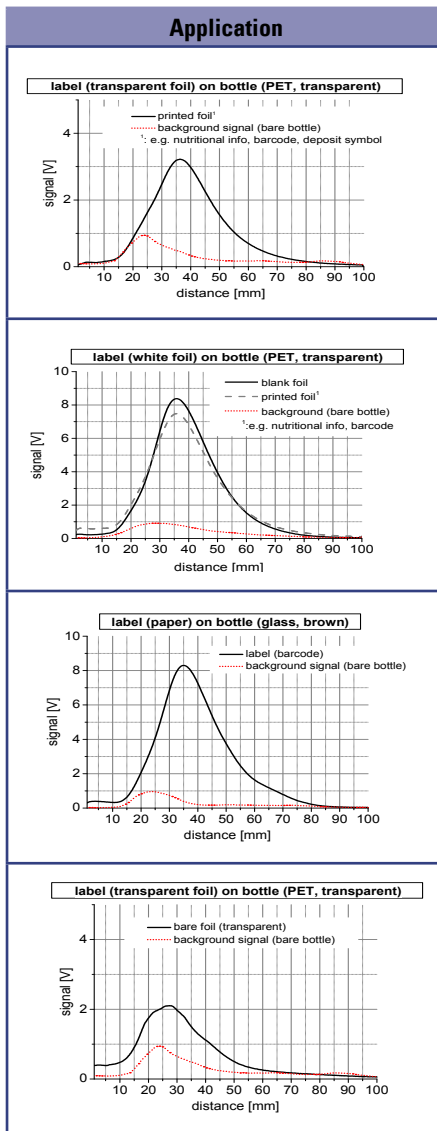 Application
label (transparent foil) on bottle (PET, transparent)
printed foil¹
background signal (bare bottle)
¹: e.g. nutritional info, barcode, deposit symbol
signal [V]
4
2
0
10 20 30 40 50 60 70 80 90 100
distance [mm]
label (white foil) on bottle (PET, transparent)
blank foil
printed foil¹
background (bare bottle)
¹:e.g. nutritional info, barcode
signal [V]
10
8
6
4
2
0
10 20 30 40 50 60 70 80 90 100
distance [mm]
label (paper) on bottle (glass, brown)
label (barcode)
background signal (bare bottle)
signal [V]
10
8
6
4
2
0
0 10 20 30 40 50 60 70 80 90 100
distance [mm]
label (transparent foil) on bottle (PET, transparent)
bare foil (transparent)
background signal (bare bottle)
signal [V]
4
2
0
10 20 30 40 50 60 70 80 90 100
distance [mm]